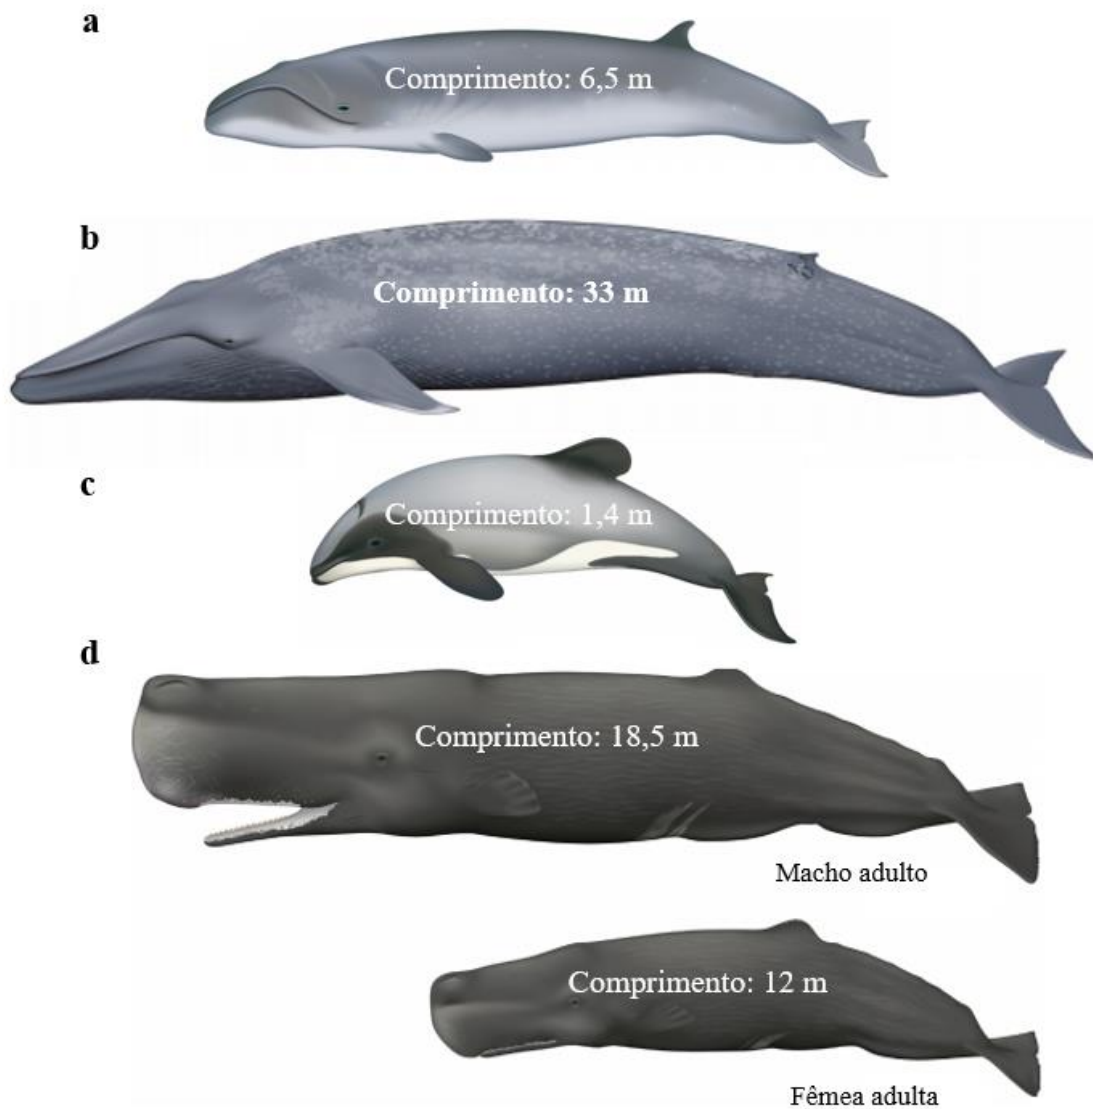 a
Comprimento: 6,5 m
b
Comprimento: 33 m
c
Comprimento: 1,4 m
d
Comprimento: 18,5 m
Macho adulto
Comprimento: 12 m
Fêmea adulta